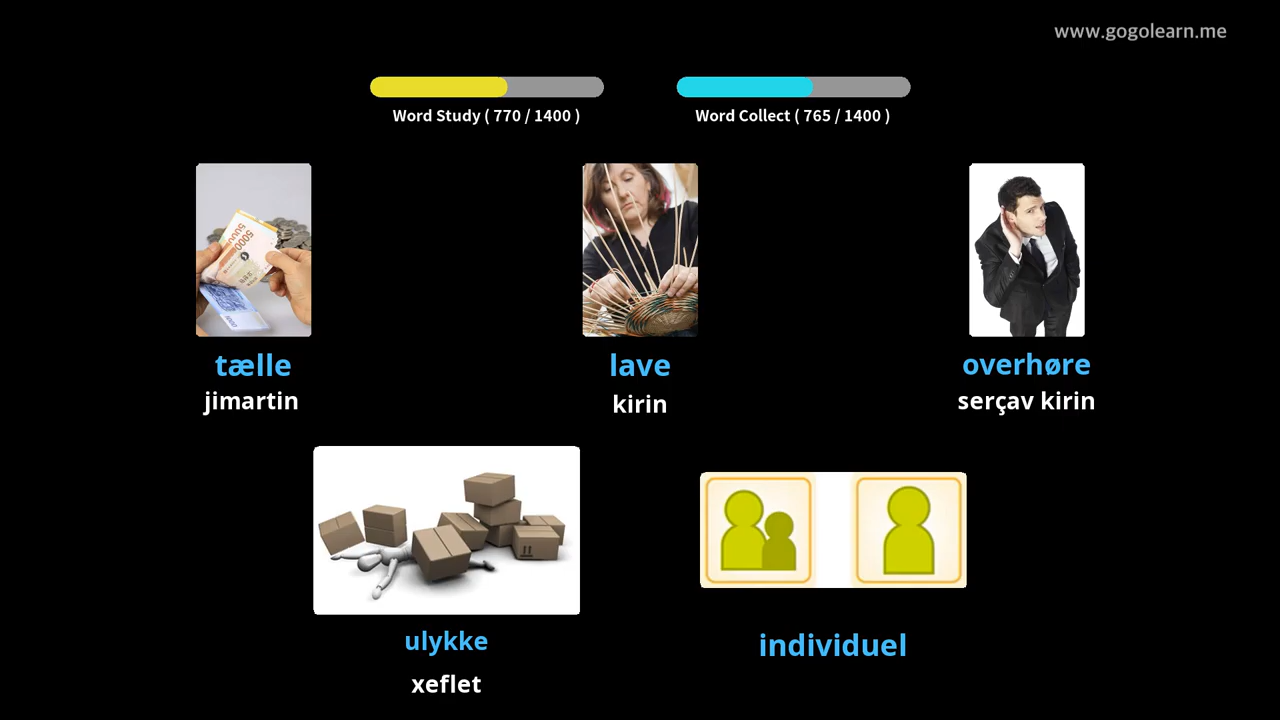 www.gogolearn.me
Word Study ( 770 / 1400 )
Word Collect ( 765 / 1400 )
tælle
jimartin
lave
kirin
overhøre
serçav kirin
ulykke
xeflet
individuel